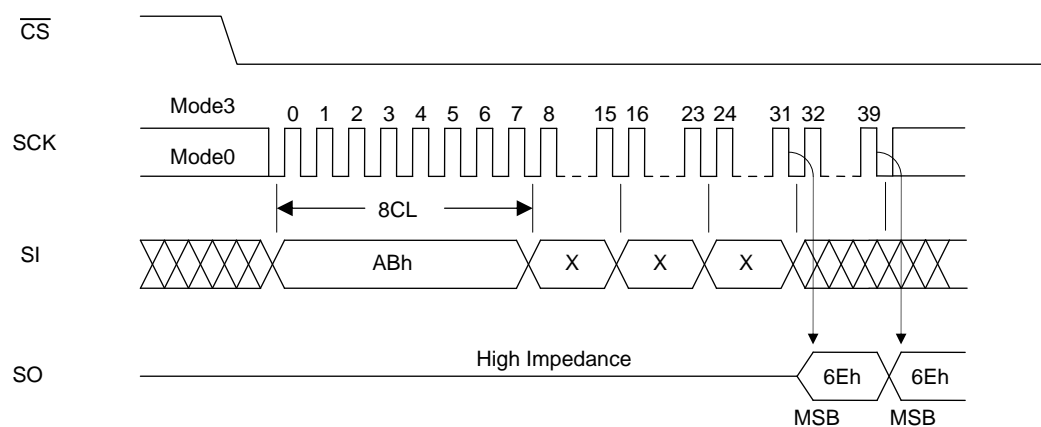 CS
Mode3
0 1 2 3 4 5 6 7 8 15 16 23 24 31 32 39
SCK
Mode0
8CL
SI
ABh X X X
High Impedance
SO
6Eh 6Eh
MSB MSB